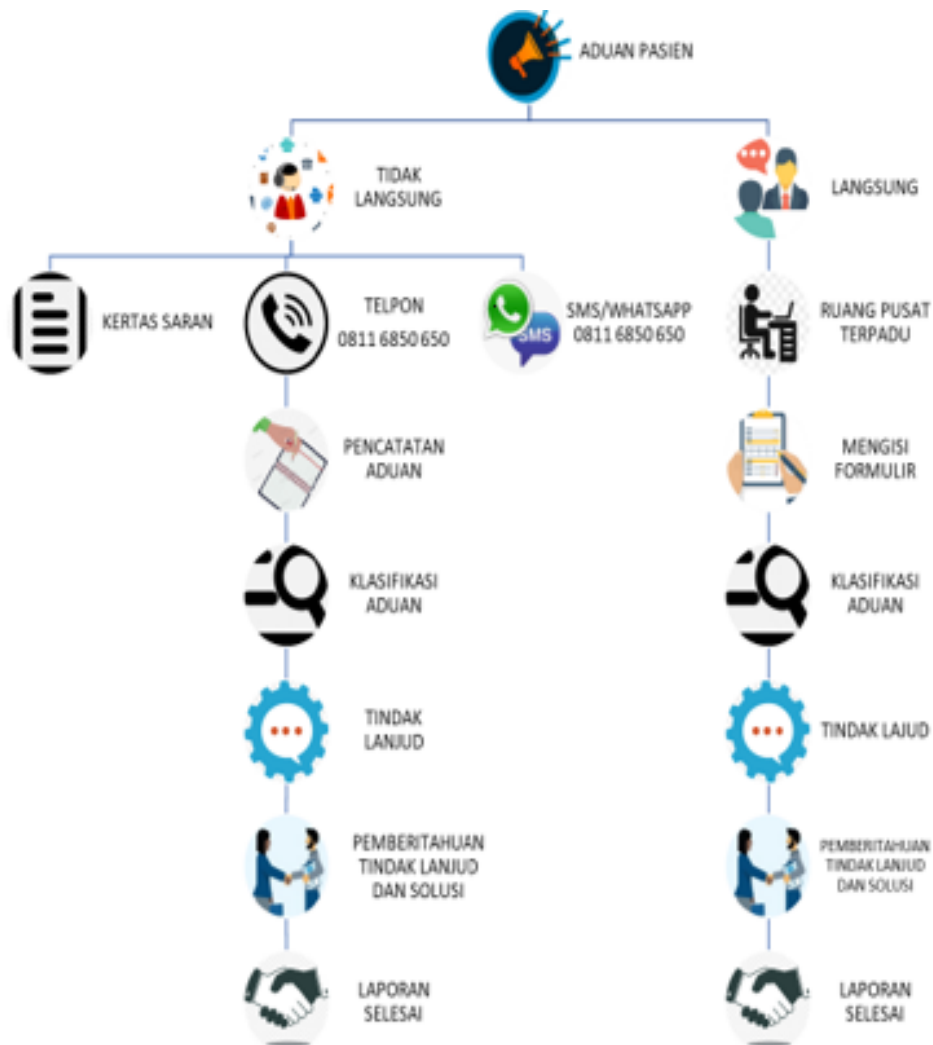 ADUAN PASIEN
TIDAK
LANGSUNG
LANGSUNG
KERTAS SARAN
TELPON
0811 6850 650
SMS/WHATSAPP
0811 6850 650
SMS
RUANG PUSAT
TERPADU
PENCATATAN
ADUAN
MENGISI
FORMULIR
KLASIFIKASI
ADUAN
KLASIFIKASI
ADUAN
TINDAK
LANJUD
TINDAK LAJUD
PEMBERITAHUAN
TINDAK LANJUD
DAN SOLUSI
PEMBERITAHUAN
TINDAK LANJUD
DAN SOLUSI
LAPORAN
SELESAI
LAPORAN
SELESAI